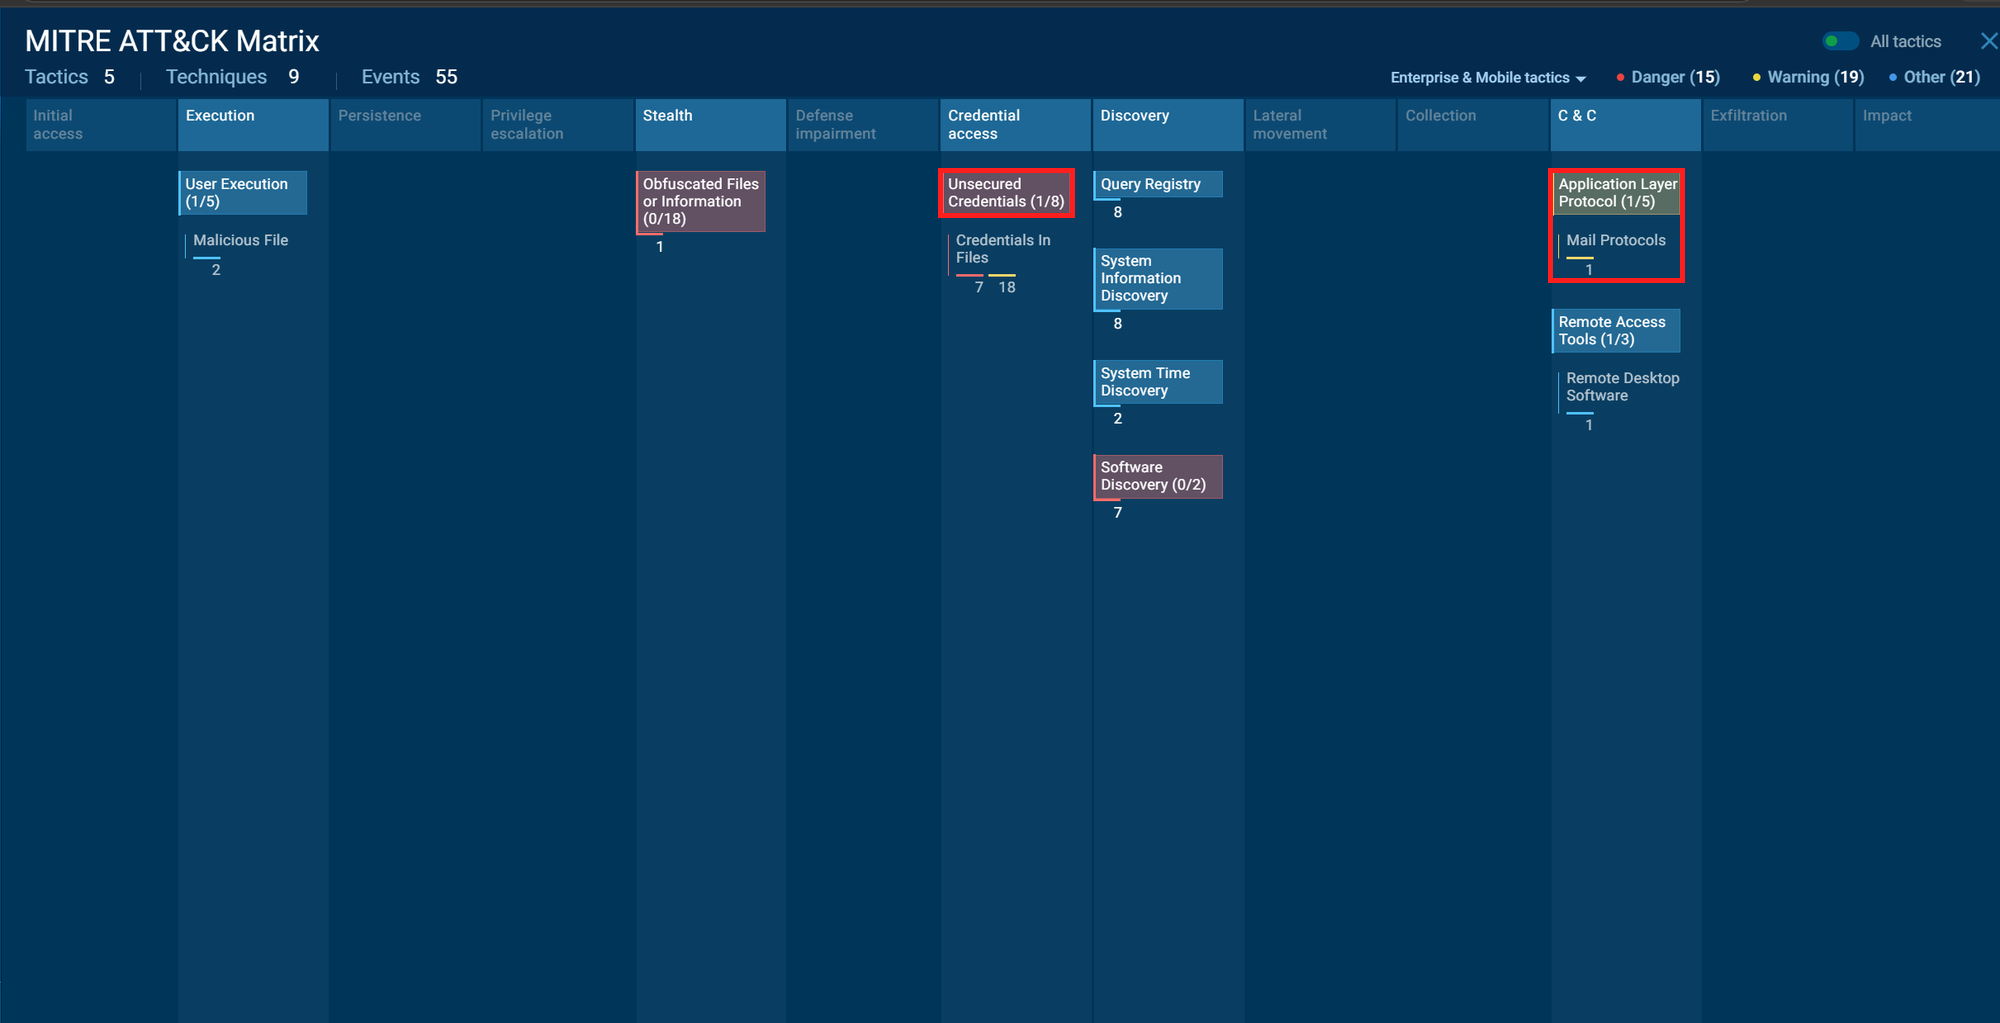 MITRE ATT&CK Matrix
All tactics
Tactics 5 Techniques 9 Events 55
Enterprise & Mobile tactics Danger (15) Warning (19) Other (21)
Initial
access
Execution
Persistence
Privilege
escalation
Stealth
Defense
impairment
Credential
access
Discovery
Lateral
movement
Collection
C & C
Exfiltration
Impact
User Execution
(1/5)
Malicious File
2
Obfuscated Files
or Information
(0/18)
1
Unsecured
Credentials (1/8)
Credentials In
Files
7 18
Query Registry
8
System
Information
Discovery
8
System Time
Discovery
2
Software
Discovery (0/2)
7
Application Layer
Protocol (1/5)
Mail Protocols
1
Remote Access
Tools (1/3)
Remote Desktop
Software
1